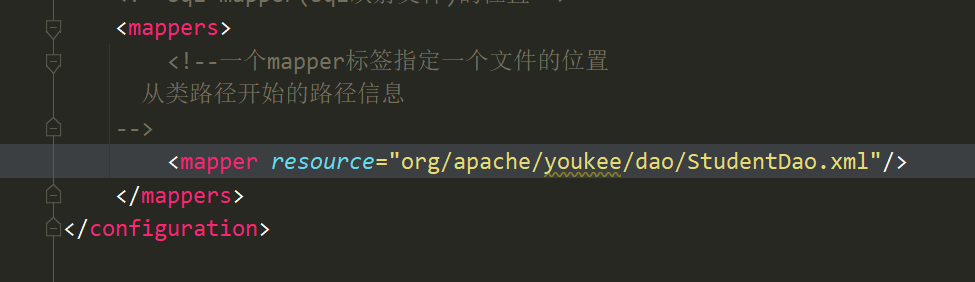 <mappers>
<!--一个mapper标签指定一个文件的位置
从类路径开始的路径信息
-->
<mapper resource="org/apache/youkee/dao/StudentDao.xml"/>
</mappers>
</configuration>